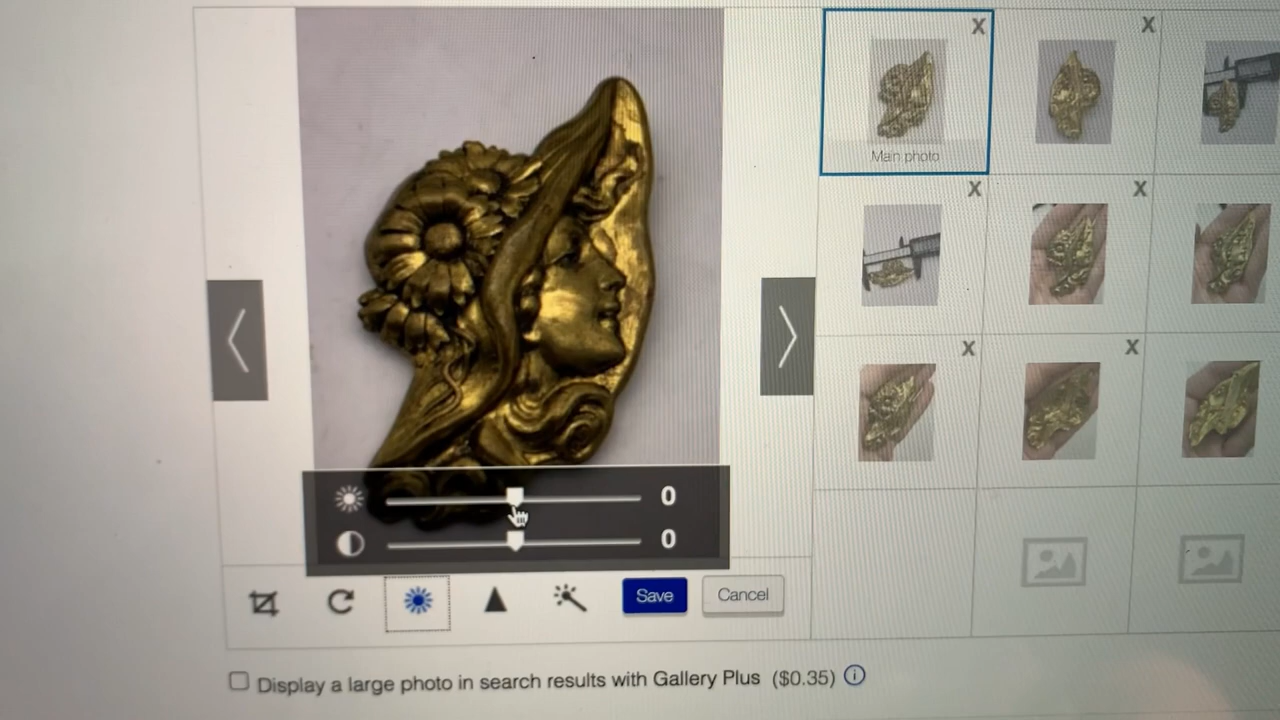 X
X
Main photo
X
X
X
X
0
0
Save
Cancel
Display a large photo in search results with Gallery Plus ($0.35) i